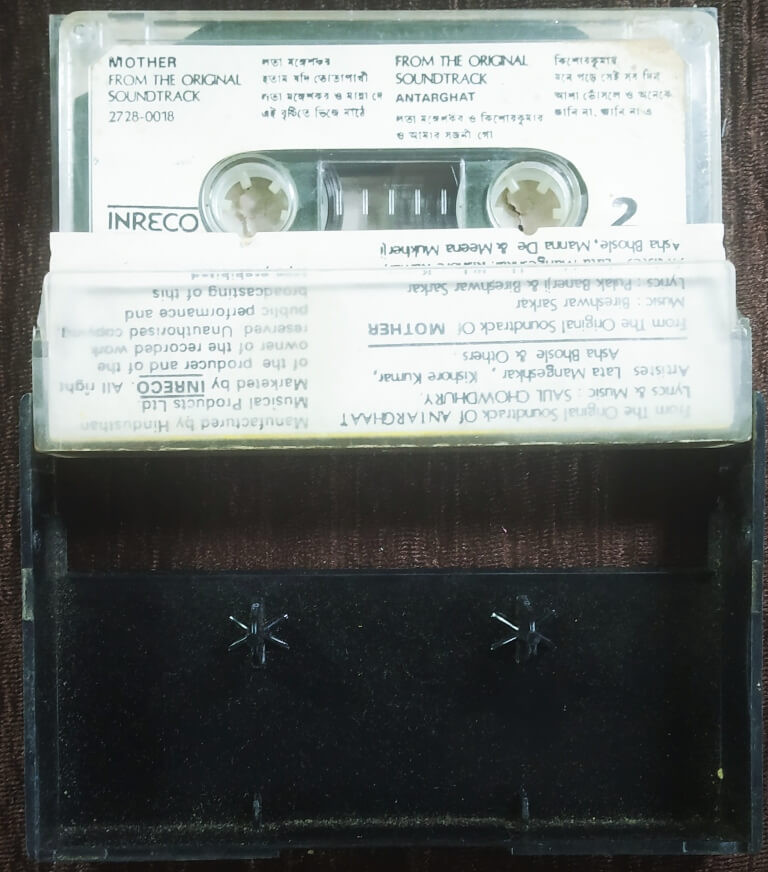 MOTHER
FROM THE ORIGINAL
SOUNDTRACK
2728-0018
লতা মঙ্গেশকর
হতাম যদি তোতাপাখী
লতা মঙ্গেশকর ও মান্না দে
এই বৃষ্টিতে ভিজে মাঠে
FROM THE ORIGINAL
SOUNDTRACK
ANTARGHAT
লতা মঙ্গেশকর ও কিশোরকুমার
ও আমার সজনী গো
কিশোরকুমার
মনে পড়ে সেই সব দিন
আশা ভোঁসলে ও অনেকে
জানি না, জানি না ও
INRECO
2
From The Original Soundtrack Of ANTARGHAAT
Lyrics & Music : SALIL CHOWDHURY.
Artistes Lata Mangeshkar , Kishore Kumar,
Asha Bhosle & Others .
From The Original Soundtrack Of MOTHER
Music : Bireshwar Sarkar
Lyrics : Pulak Banerji & Bireshwar Sarkar
Asha Bhosle, Manna De & Meena Mukherji
Manufactured by Hindusthan
Musical Products Ltd.
Marketed by INRECO . All right
of the producer and of the
owner of the recorded work
reserved Unauthorised copying
public performance and
broadcasting of this
prohibited